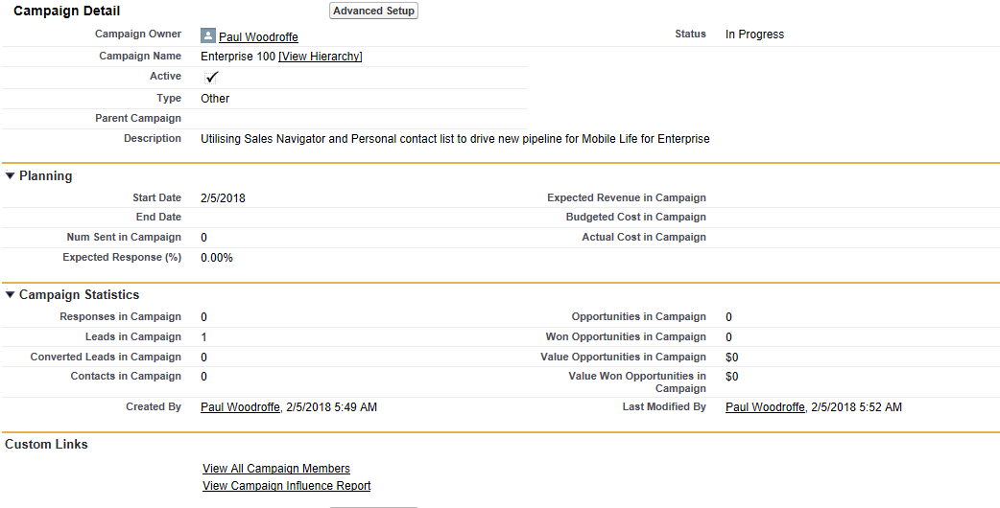 Campaign Detail
Advanced Setup
Campaign Owner Paul Woodroffe Status In Progress
Campaign Name Enterprise 100 [View Hierarchy]
Active
Type Other
Parent Campaign
Description Utilising Sales Navigator and Personal contact list to drive new pipeline for Mobile Life for Enterprise
Planning
Start Date 2/5/2018 Expected Revenue in Campaign
End Date Budgeted Cost in Campaign
Num Sent in Campaign 0 Actual Cost in Campaign
Expected Response (%) 0.00%
Campaign Statistics
Responses in Campaign 0 Opportunities in Campaign 0
Leads in Campaign 1 Won Opportunities in Campaign 0
Converted Leads in Campaign 0 Value Opportunities in Campaign $0
Contacts in Campaign 0 Value Won Opportunities in $0
Campaign
Created By Paul Woodroffe, 2/5/2018 5:49 AM Last Modified By Paul Woodroffe, 2/5/2018 5:52 AM
Custom Links
View All Campaign Members
View Campaign Influence Report